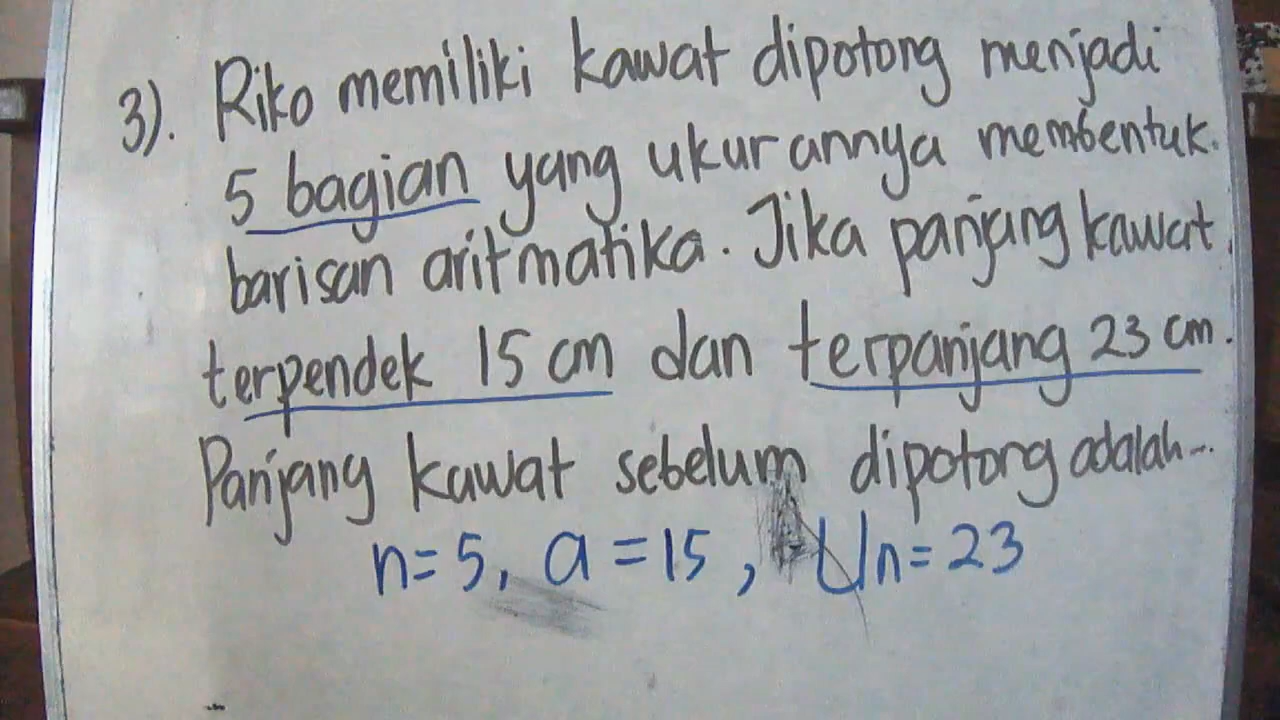 3). Riko memiliki kawat dipotong menjadi
5 bagian yang ukurannya membentuk.
barisan aritmatika. Jika panjang kawat
terpendek 15 cm dan terpanjang 23 cm.
Panjang kawat sebelum dipotong adalah...
n=5, a=15, Un=23